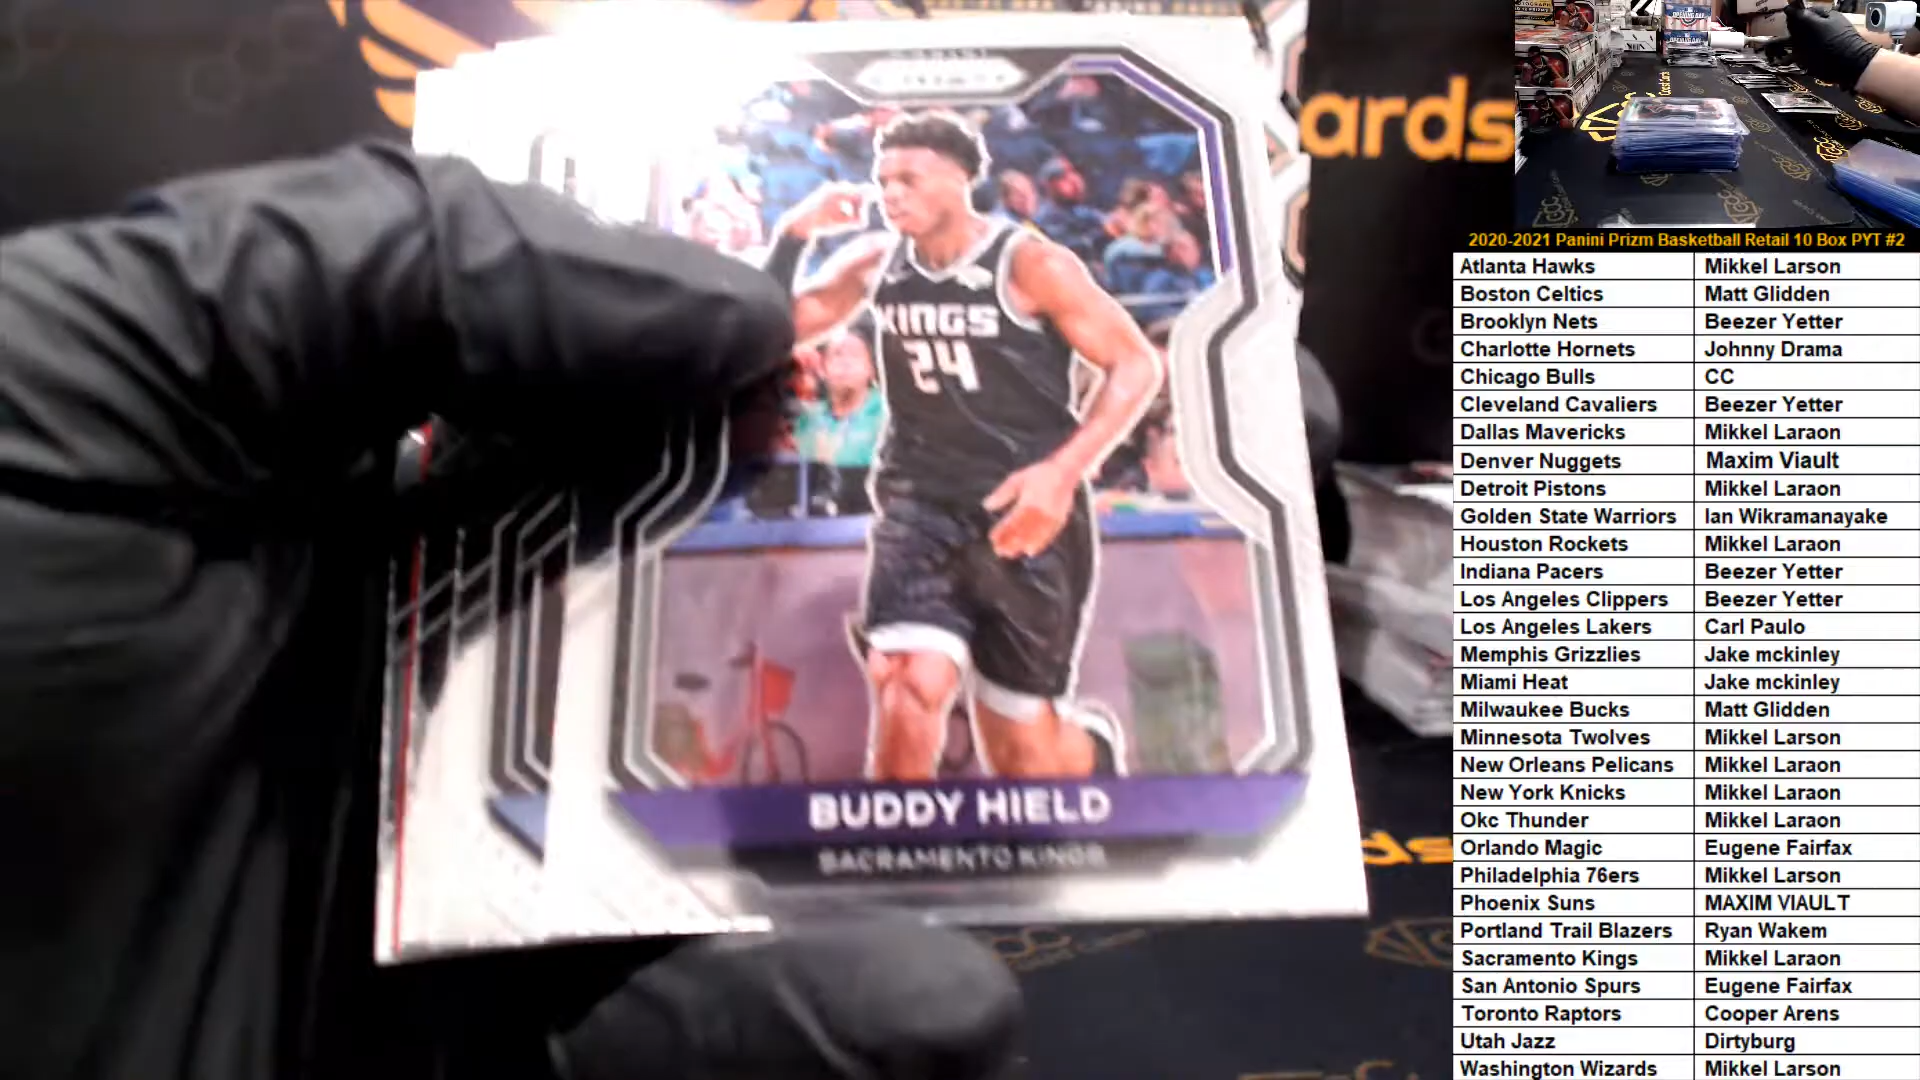 ards
KINGS
24
BUDDY HIELD
SACRAMENTO KINGS
2020-2021 Panini Prizm Basketball Retail 10 Box PYT #2
Atlanta Hawks Mikkel Larson
Boston Celtics Matt Glidden
Brooklyn Nets Beezer Yetter
Charlotte Hornets Johnny Drama
Chicago Bulls CC
Cleveland Cavaliers Beezer Yetter
Dallas Mavericks Mikkel Laraon
Denver Nuggets Maxim Viault
Detroit Pistons Mikkel Laraon
Golden State Warriors Ian Wikramanayake
Houston Rockets Mikkel Laraon
Indiana Pacers Beezer Yetter
Los Angeles Clippers Beezer Yetter
Los Angeles Lakers Carl Paulo
Memphis Grizzlies Jake mckinley
Miami Heat Jake mckinley
Milwaukee Bucks Matt Glidden
Minnesota Twolves Mikkel Larson
New Orleans Pelicans Mikkel Laraon
New York Knicks Mikkel Laraon
Okc Thunder Mikkel Laraon
Orlando Magic Eugene Fairfax
Philadelphia 76ers Mikkel Larson
Phoenix Suns MAXIM VIAULT
Portland Trail Blazers Ryan Wakem
Sacramento Kings Mikkel Laraon
San Antonio Spurs Eugene Fairfax
Toronto Raptors Cooper Arens
Utah Jazz Dirtyburg
Washington Wizards Mikkel Larson